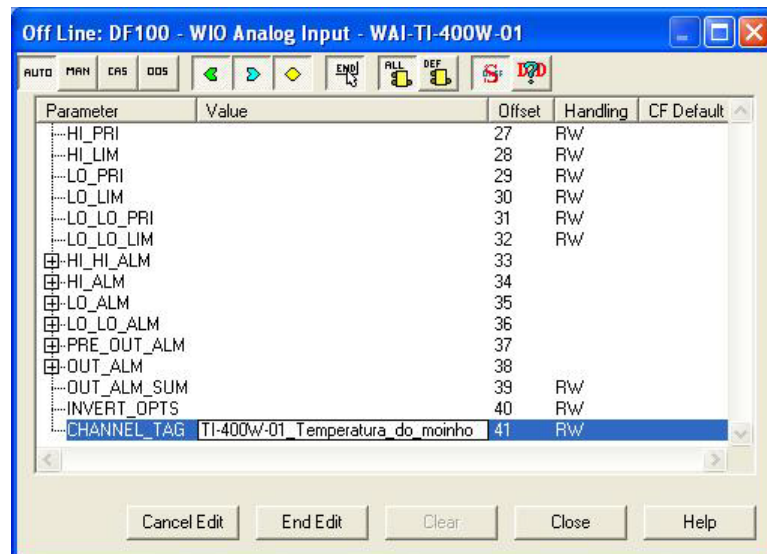 Off Line: DF100 - WIO Analog Input - WAI-TI-400W-01
AUTO MAN CAS OOS END ALL DEF
Parameter Value Offset Handling CF Default
HI_PRI 27 RW
HI_LIM 28 RW
LO_PRI 29 RW
LO_LIM 30 RW
LO_LO_PRI 31 RW
LO_LO_LIM 32 RW
HI_HI_ALM 33
HI_ALM 34
LO_ALM 35
LO_LO_ALM 36
PRE_OUT_ALM 37
OUT_ALM 38
OUT_ALM_SUM 39 RW
INVERT_OPTS 40 RW
CHANNEL_TAG TI-400W-01_Temperatura_do_moinho 41 RW
Cancel Edit End Edit Clear Close Help